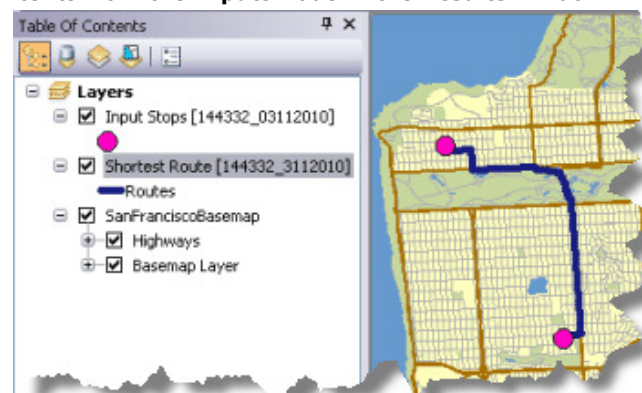 Table Of Contents
Layers
Input Stops [144332_03112010]
Shortest Route [144332_3112010]
Routes
SanFranciscoBasemap
Highways
Basemap Layer